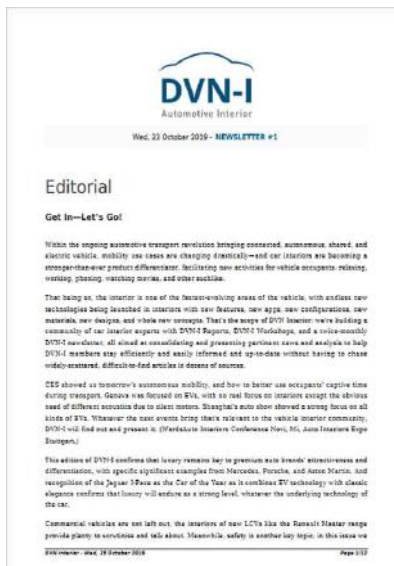 DVN-I
Automotive Interior
Wed, 23 October 2019 - NEWSLETTER #1
Editorial
Get In—Let's Go!
Within the ongoing automotive transport revolution bringing connected, autonomous, shared, and
electric vehicle, mobility use cases are changing drastically—and car interiors are becoming a
stronger-than-ever product differentiator, facilitating new activities for vehicle occupants: relaxing,
working, phoning, watching movies, and other suchlike.
That being so, the interior is one of the fastest-evolving areas of the vehicle, with endless new
technologies being launched in interiors with new features, new apps, new configurations, new
materials, new designs, and whole new concepts. That's the scope of DVN Interior: we're building a
community of car interior experts with DVN-I Reports, DVN-I Workshops, and a twice-monthly
DVN-I newsletter, all aimed at consolidating and presenting pertinent news and analysis to help
DVN-I members stay efficiently and easily informed and up-to-date without having to chase
widely-scattered, difficult-to-find articles in dozens of sources.
CES showed us tomorrow's autonomous mobility, and how to better use occupants' captive time
during transport. Geneva was focused on EVs, with no real focus on interiors except the obvious
need of different acoustics due to silent motors. Shanghai's auto show showed a strong focus on all
kinds of EVs. Whatever the next events bring that's relevant to the vehicle interior community,
DVN-I will find out and present it. (WardsAuto Interiors Conference Novi, Mi, Auto Interiors Expo
Stuttgart.)
This edition of DVN-I confirms that luxury remains key to premium auto brands' attractiveness and
differentiation, with specific significant examples from Mercedes, Porsche, and Aston Martin. And
recognition of the Jaguar I-Pace as the Car of the Year as it combines EV technology with classic
elegance confirms that luxury will endure as a strong level, whatever the underlying technology of
the car.
Commercial vehicles are not left out, the interiors of new LCVs like the Renault Master range
provide plenty to scrutinise and talk about. Meanwhile, safety is another key topic, in this issue we
DVN Interior - Wed, 23 October 2019
Page 1/12